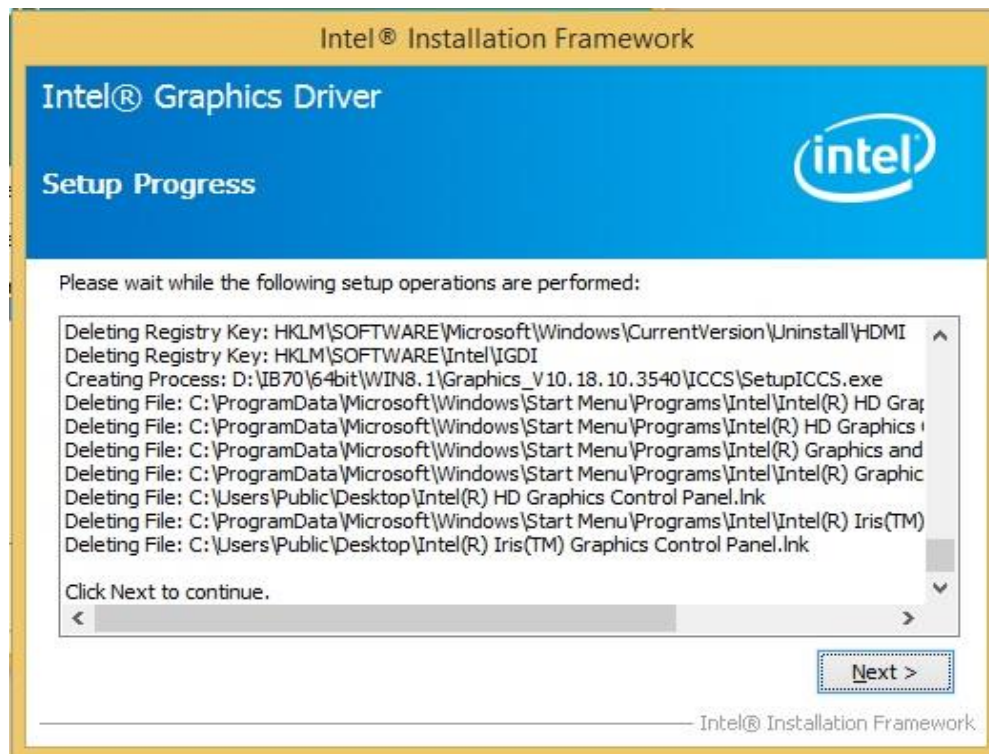 Intel® Installation Framework
Intel® Graphics Driver
intel
Setup Progress
Please wait while the following setup operations are performed:
Deleting Registry Key: HKLM\SOFTWARE\Microsoft\Windows\CurrentVersion\Uninstall\HDMI
Deleting Registry Key: HKLM\SOFTWARE\Intel\IGDI
Creating Process: D:\IB70\64bit\WIN8.1\Graphics_V10.18.10.3540\ICCS\SetupICCS.exe
Deleting File: C:\ProgramData\Microsoft\Windows\Start Menu\Programs\Intel\Intel(R) HD Grap
Deleting File: C:\ProgramData\Microsoft\Windows\Start Menu\Programs\Intel(R) HD Graphics
Deleting File: C:\ProgramData\Microsoft\Windows\Start Menu\Programs\Intel(R) Graphics and
Deleting File: C:\ProgramData\Microsoft\Windows\Start Menu\Programs\Intel\Intel(R) Graphic
Deleting File: C:\Users\Public\Desktop\Intel(R) HD Graphics Control Panel.lnk
Deleting File: C:\ProgramData\Microsoft\Windows\Start Menu\Programs\Intel\Intel(R) Iris(TM)
Deleting File: C:\Users\Public\Desktop\Intel(R) Iris(TM) Graphics Control Panel.lnk
Click Next to continue.
Next >
Intel® Installation Framework